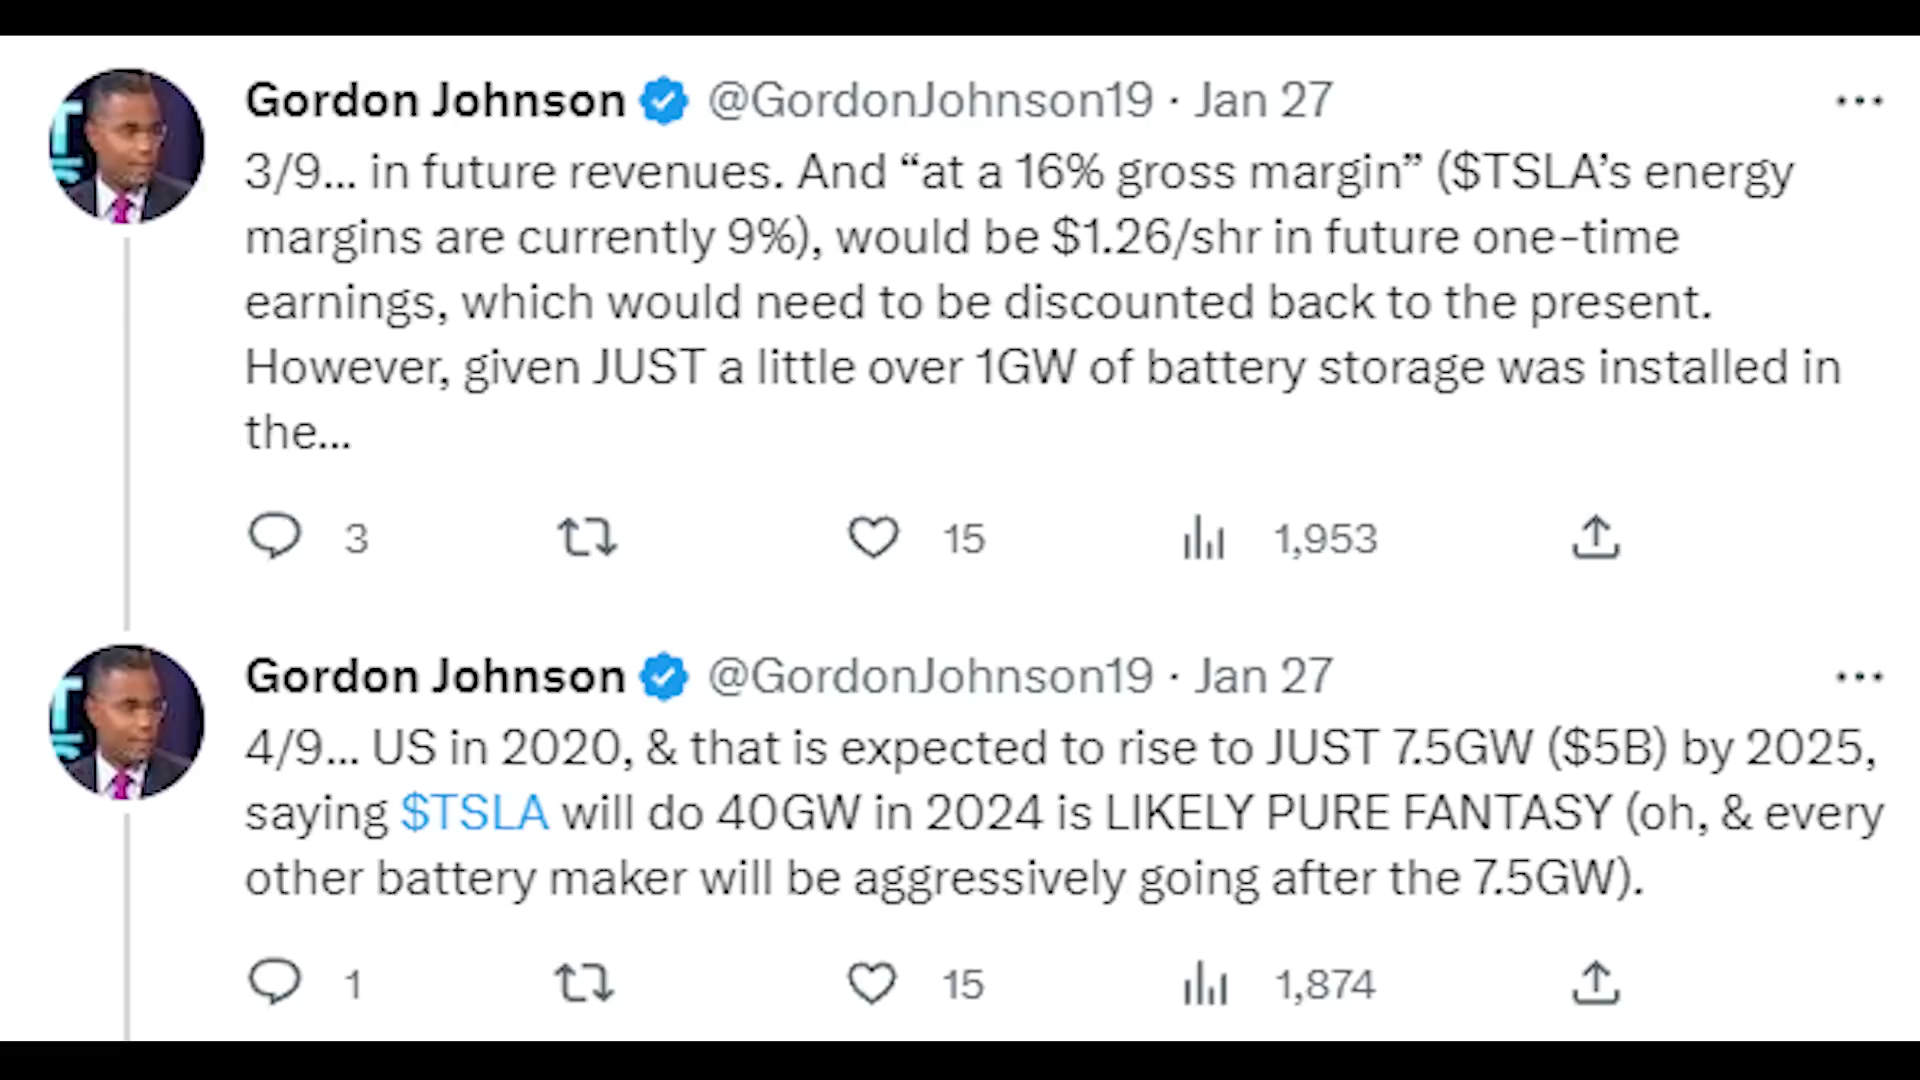 Gordon Johnson @GordonJohnson19 · Jan 27
3/9... in future revenues. And “at a 16% gross margin” ($TSLA’s energy
margins are currently 9%), would be $1.26/shr in future one-time
earnings, which would need to be discounted back to the present.
However, given JUST a little over 1GW of battery storage was installed in
the...
3 15 1,953
Gordon Johnson @GordonJohnson19 · Jan 27
4/9... US in 2020, & that is expected to rise to JUST 7.5GW ($5B) by 2025,
saying $TSLA will do 40GW in 2024 is LIKELY PURE FANTASY (oh, & every
other battery maker will be aggressively going after the 7.5GW).
1 15 1,874